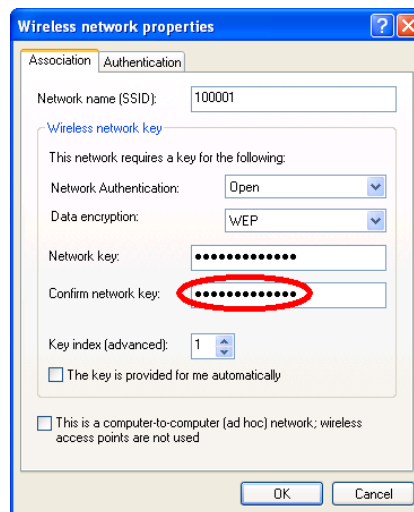 Wireless network properties
Association Authentication
Network name (SSID): 100001
Wireless network key
This network requires a key for the following:
Network Authentication: Open
Data encryption: WEP
Network key: •••••••••••••
Confirm network key: •••••••••••••
Key index (advanced): 1
The key is provided for me automatically
This is a computer-to-computer (ad hoc) network; wireless
access points are not used
OK Cancel